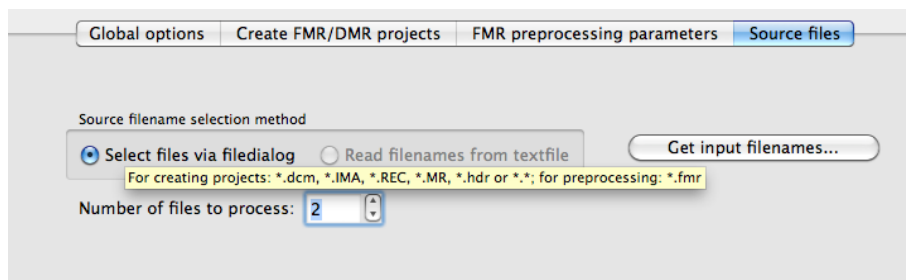 Global options Create FMR/DMR projects FMR preprocessing parameters Source files
Source filename selection method
Select files via filedialog Read filenames from textfile Get input filenames...
For creating projects: *.dcm, *.IMA, *.REC, *.MR, *.hdr or *.*; for preprocessing: *.fmr
Number of files to process: 2